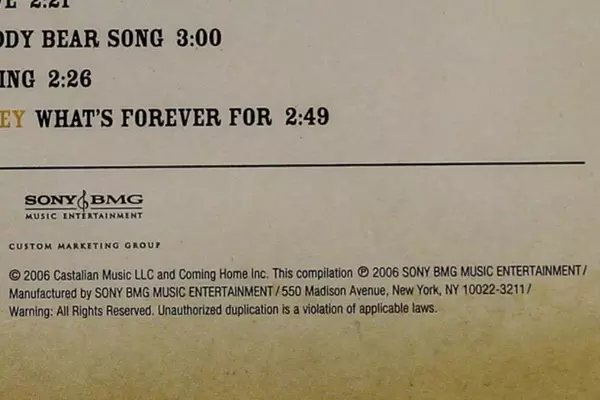 2:21
BEAR SONG 3:00
2:26
WHAT'S FOREVER FOR 2:49
SONY BMG
MUSIC ENTERTAINMENT
CUSTOM MARKETING GROUP
© 2006 Castalian Music LLC and Coming Home Inc. This compilation ℗ 2006 SONY BMG MUSIC ENTERTAINMENT/
Manufactured by SONY BMG MUSIC ENTERTAINMENT/550 Madison Avenue, New York, NY 10022-3211/
Warning: All Rights Reserved. Unauthorized duplication is a violation of applicable laws.